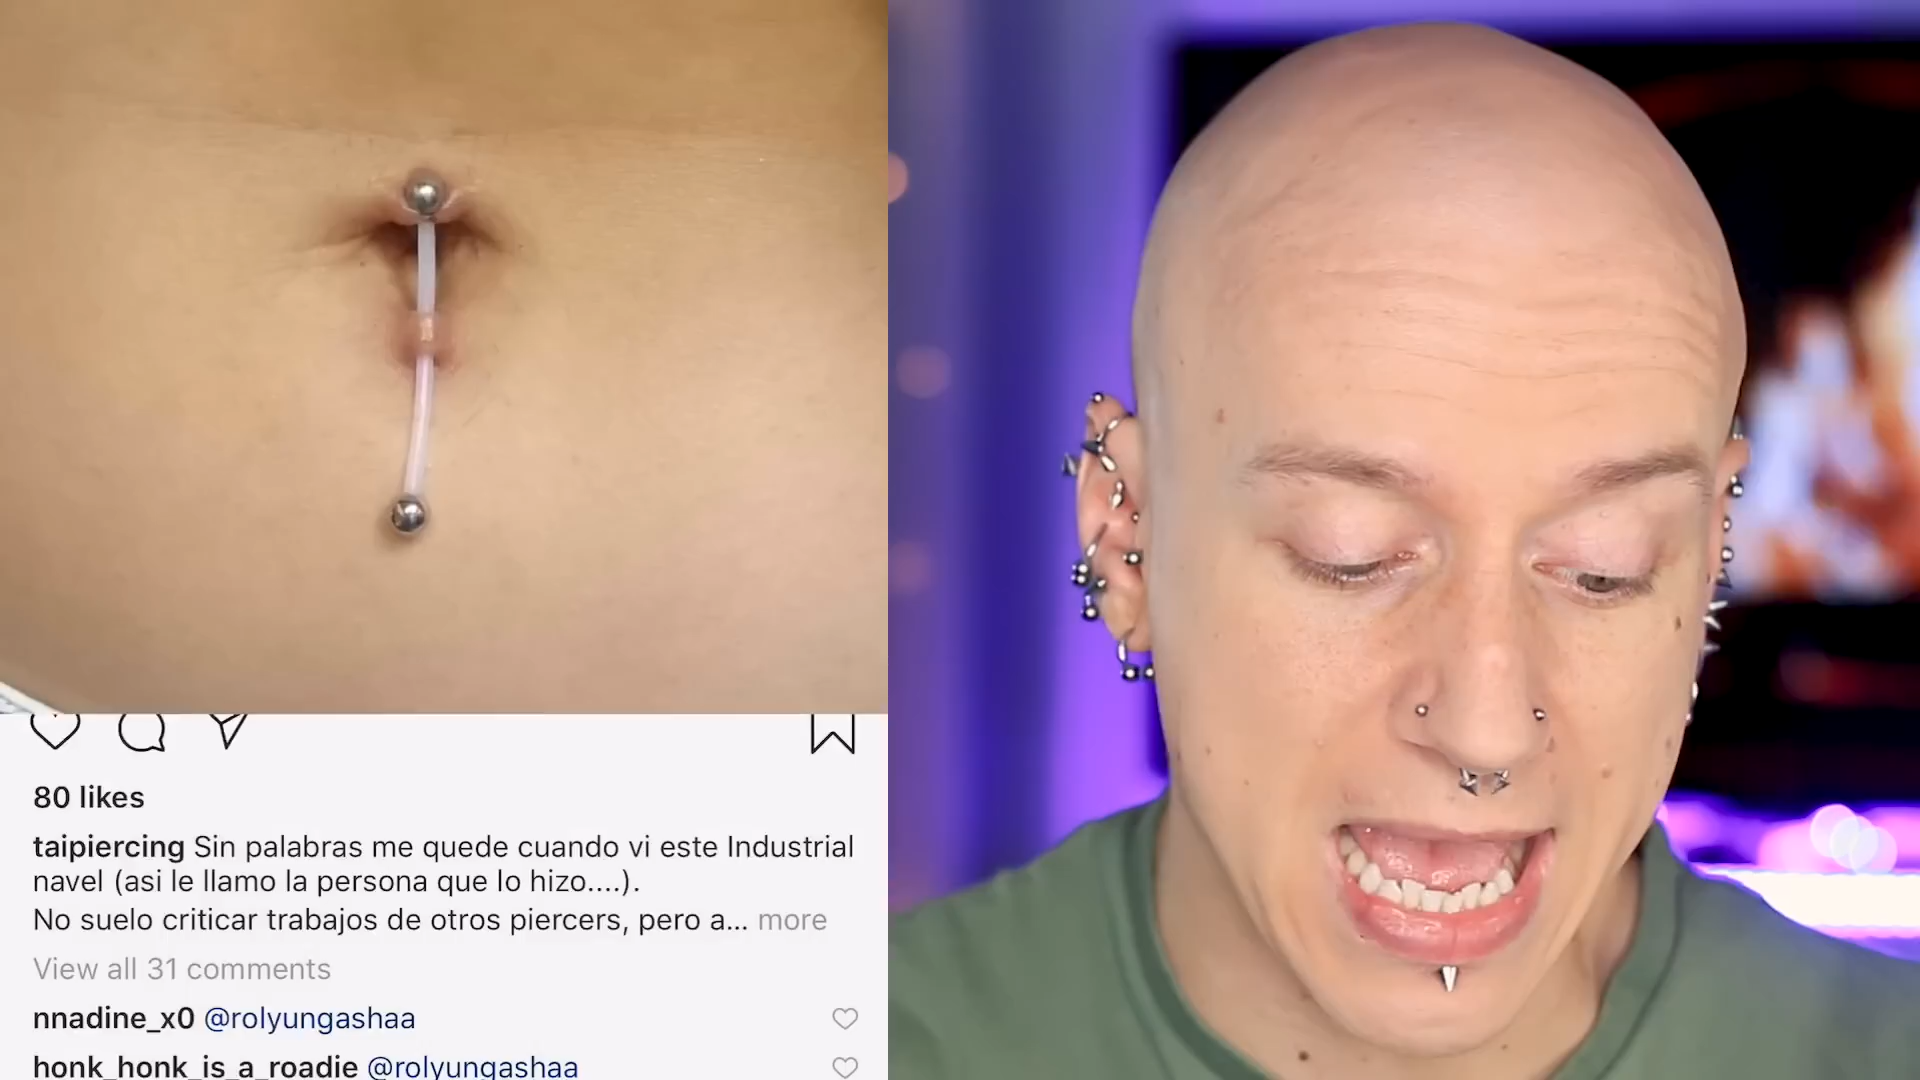 80 likes
taipiercing Sin palabras me quede cuando vi este Industrial
navel (asi le llamo la persona que lo hizo....).
No suelo criticar trabajos de otros piercers, pero a... more
View all 31 comments
nnadine_x0 @rolyungashaa
honk_honk_is_a_roadie @rolyungashaa